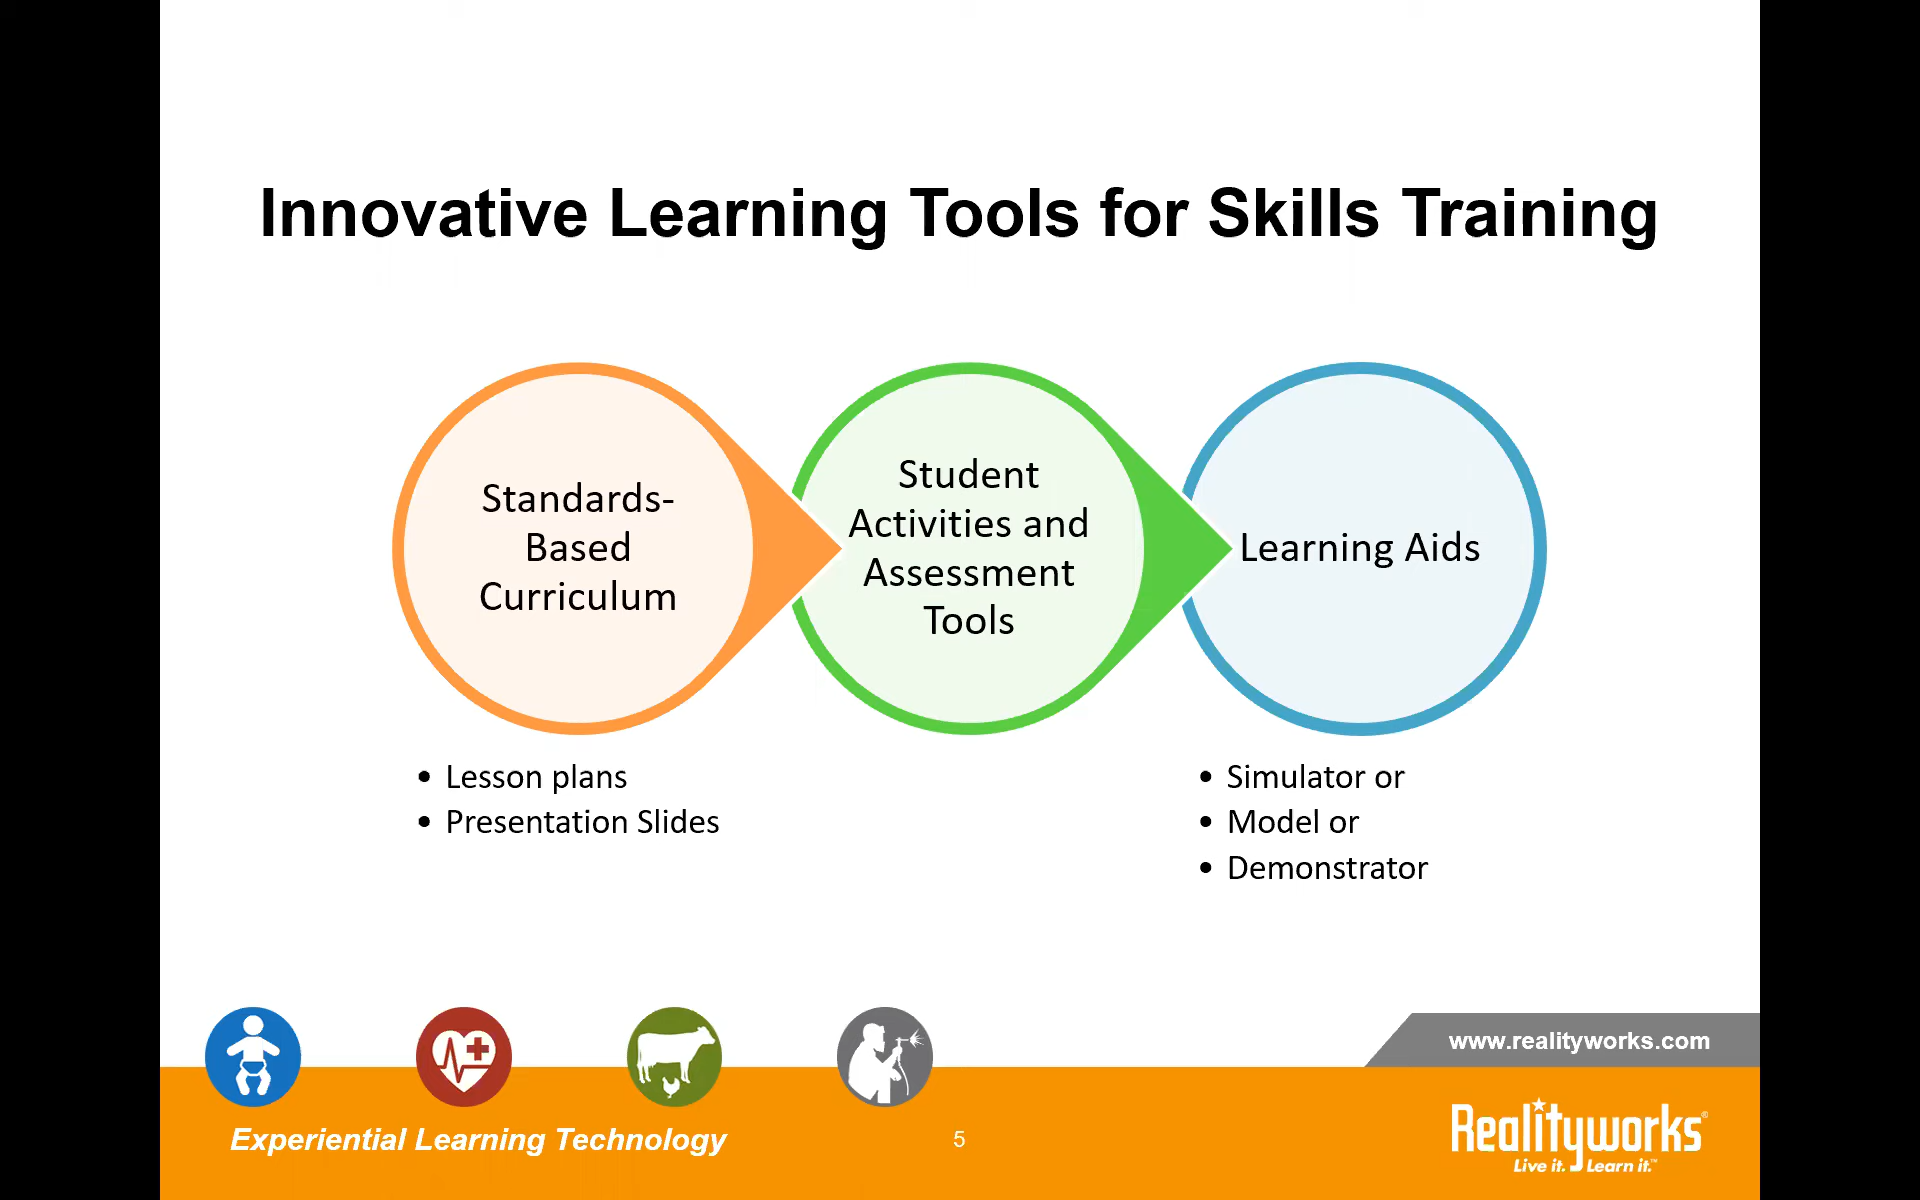 Innovative Learning Tools for Skills Training
Standards-
Based
Curriculum
Student
Activities and
Assessment
Tools
Learning Aids
• Lesson plans
• Presentation Slides
• Simulator or
• Model or
• Demonstrator
www.realityworks.com
Experiential Learning Technology
5
Realityworks®
Live it. Learn it.™